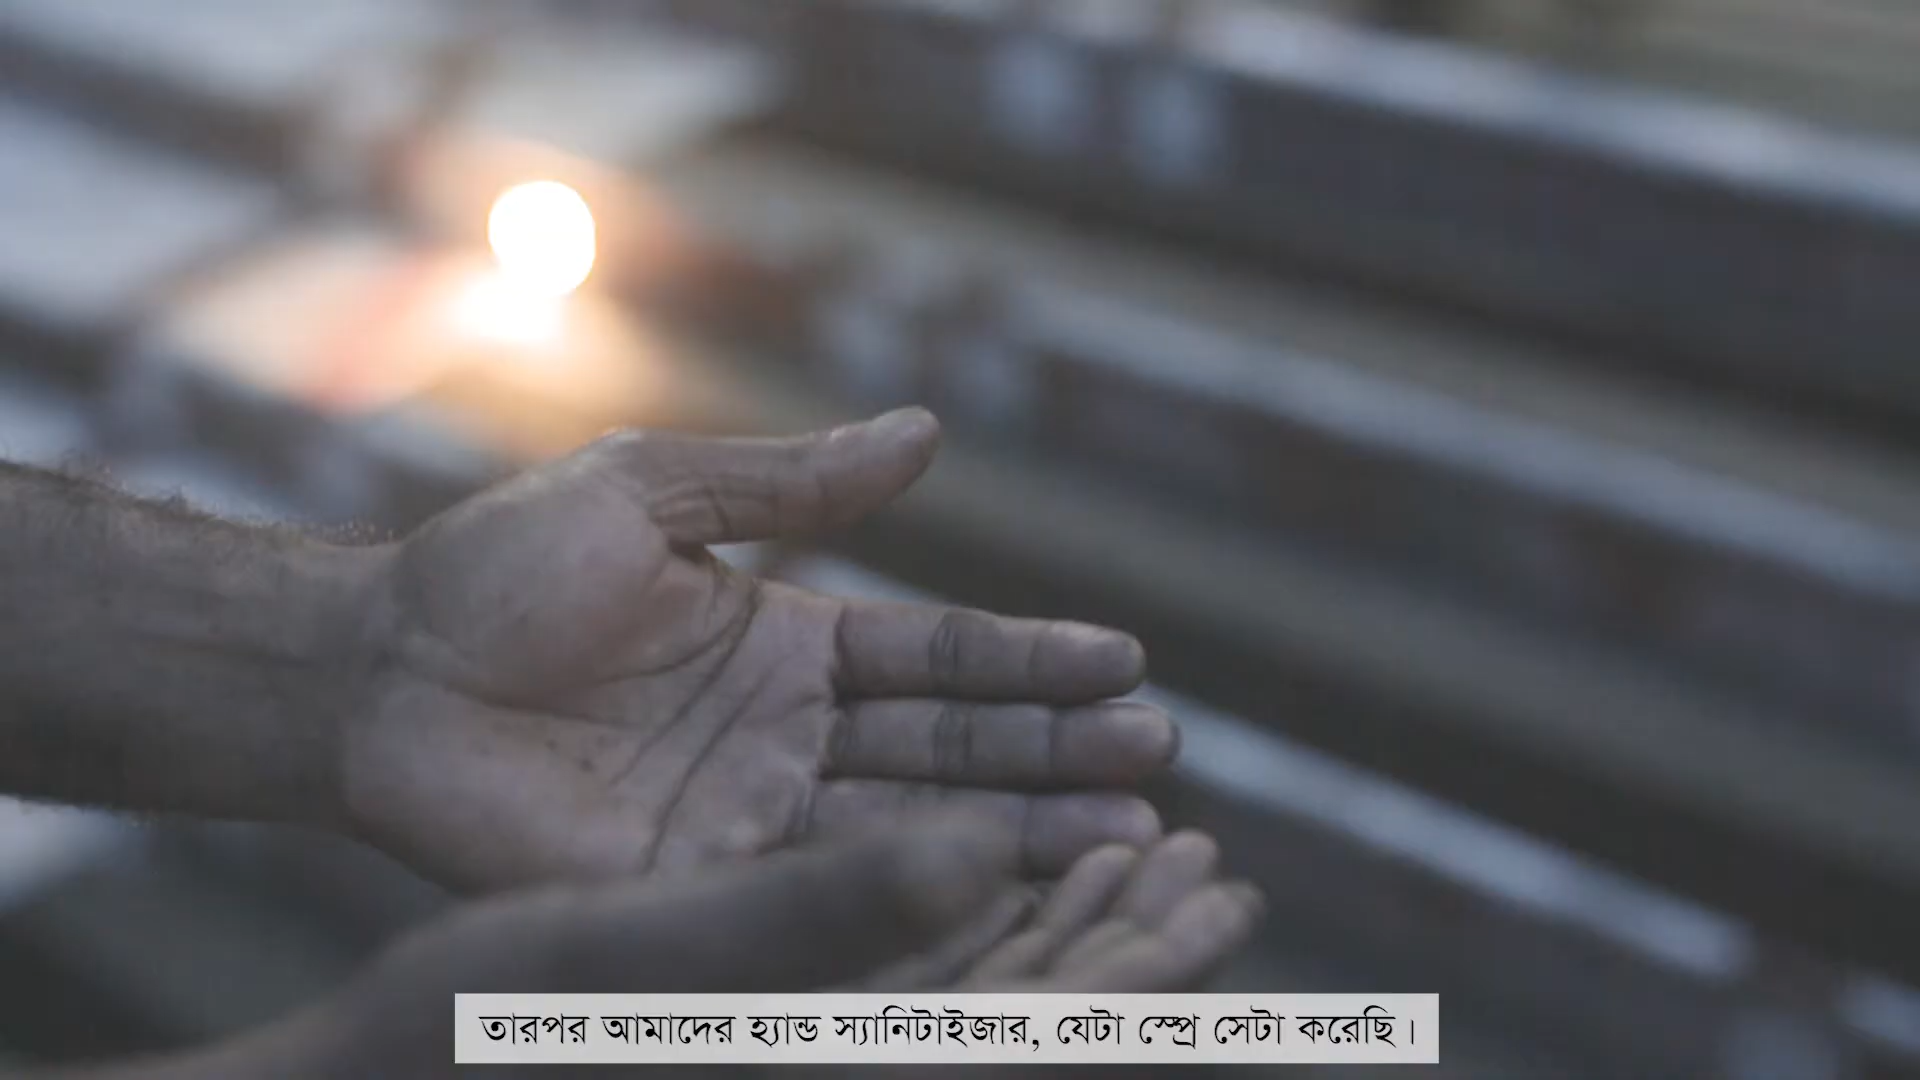 তারপর আমাদের হ্যান্ড স্যানিটাইজার, যেটা স্প্রে সেটা করেছি।